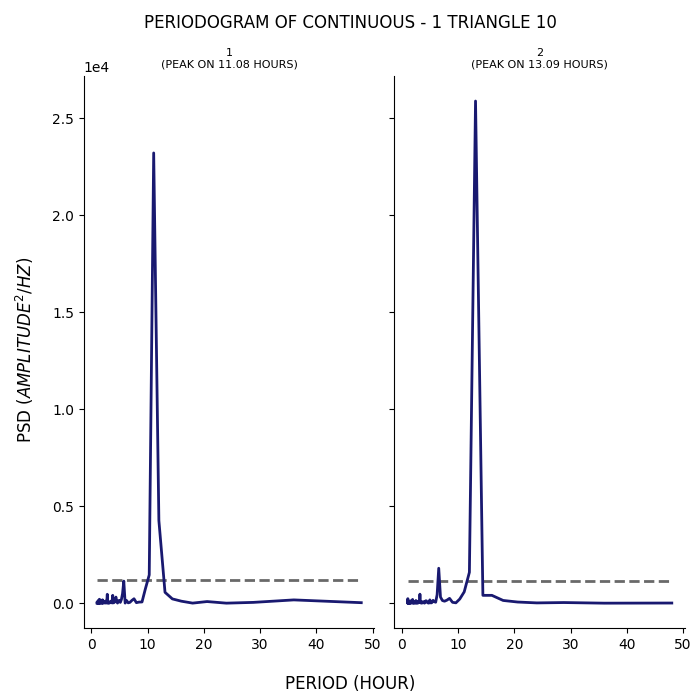 PERIODOGRAM OF CONTINUOUS - 1 TRIANGLE 10
1
(PEAK ON 11.08 HOURS)
2
(PEAK ON 13.09 HOURS)
1e4
2.5
2.0
1.5
1.0
0.5
0.0
PSD (AMPLITUDE²/HZ)
0 10 20 30 40 50
0 10 20 30 40 50
PERIOD (HOUR)